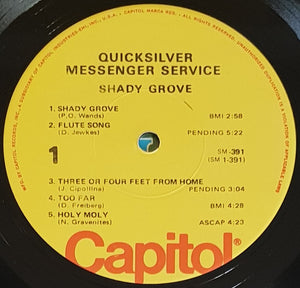 QUICKSILVER
MESSENGER SERVICE
SHADY GROVE
1. SHADY GROVE
(P.O. Wands) BMI 2:58
2. FLUTE SONG
(D. Jewkes) PENDING 5:22
1
SM-391
(SM 1-391)
3. THREE OR FOUR FEET FROM HOME
(J. Cipollina) PENDING 3:04
4. TOO FAR
(D. Freiberg) BMI 4:28
5. HOLY MOLY
(N. Gravenites) ASCAP 4:23
Capitol®